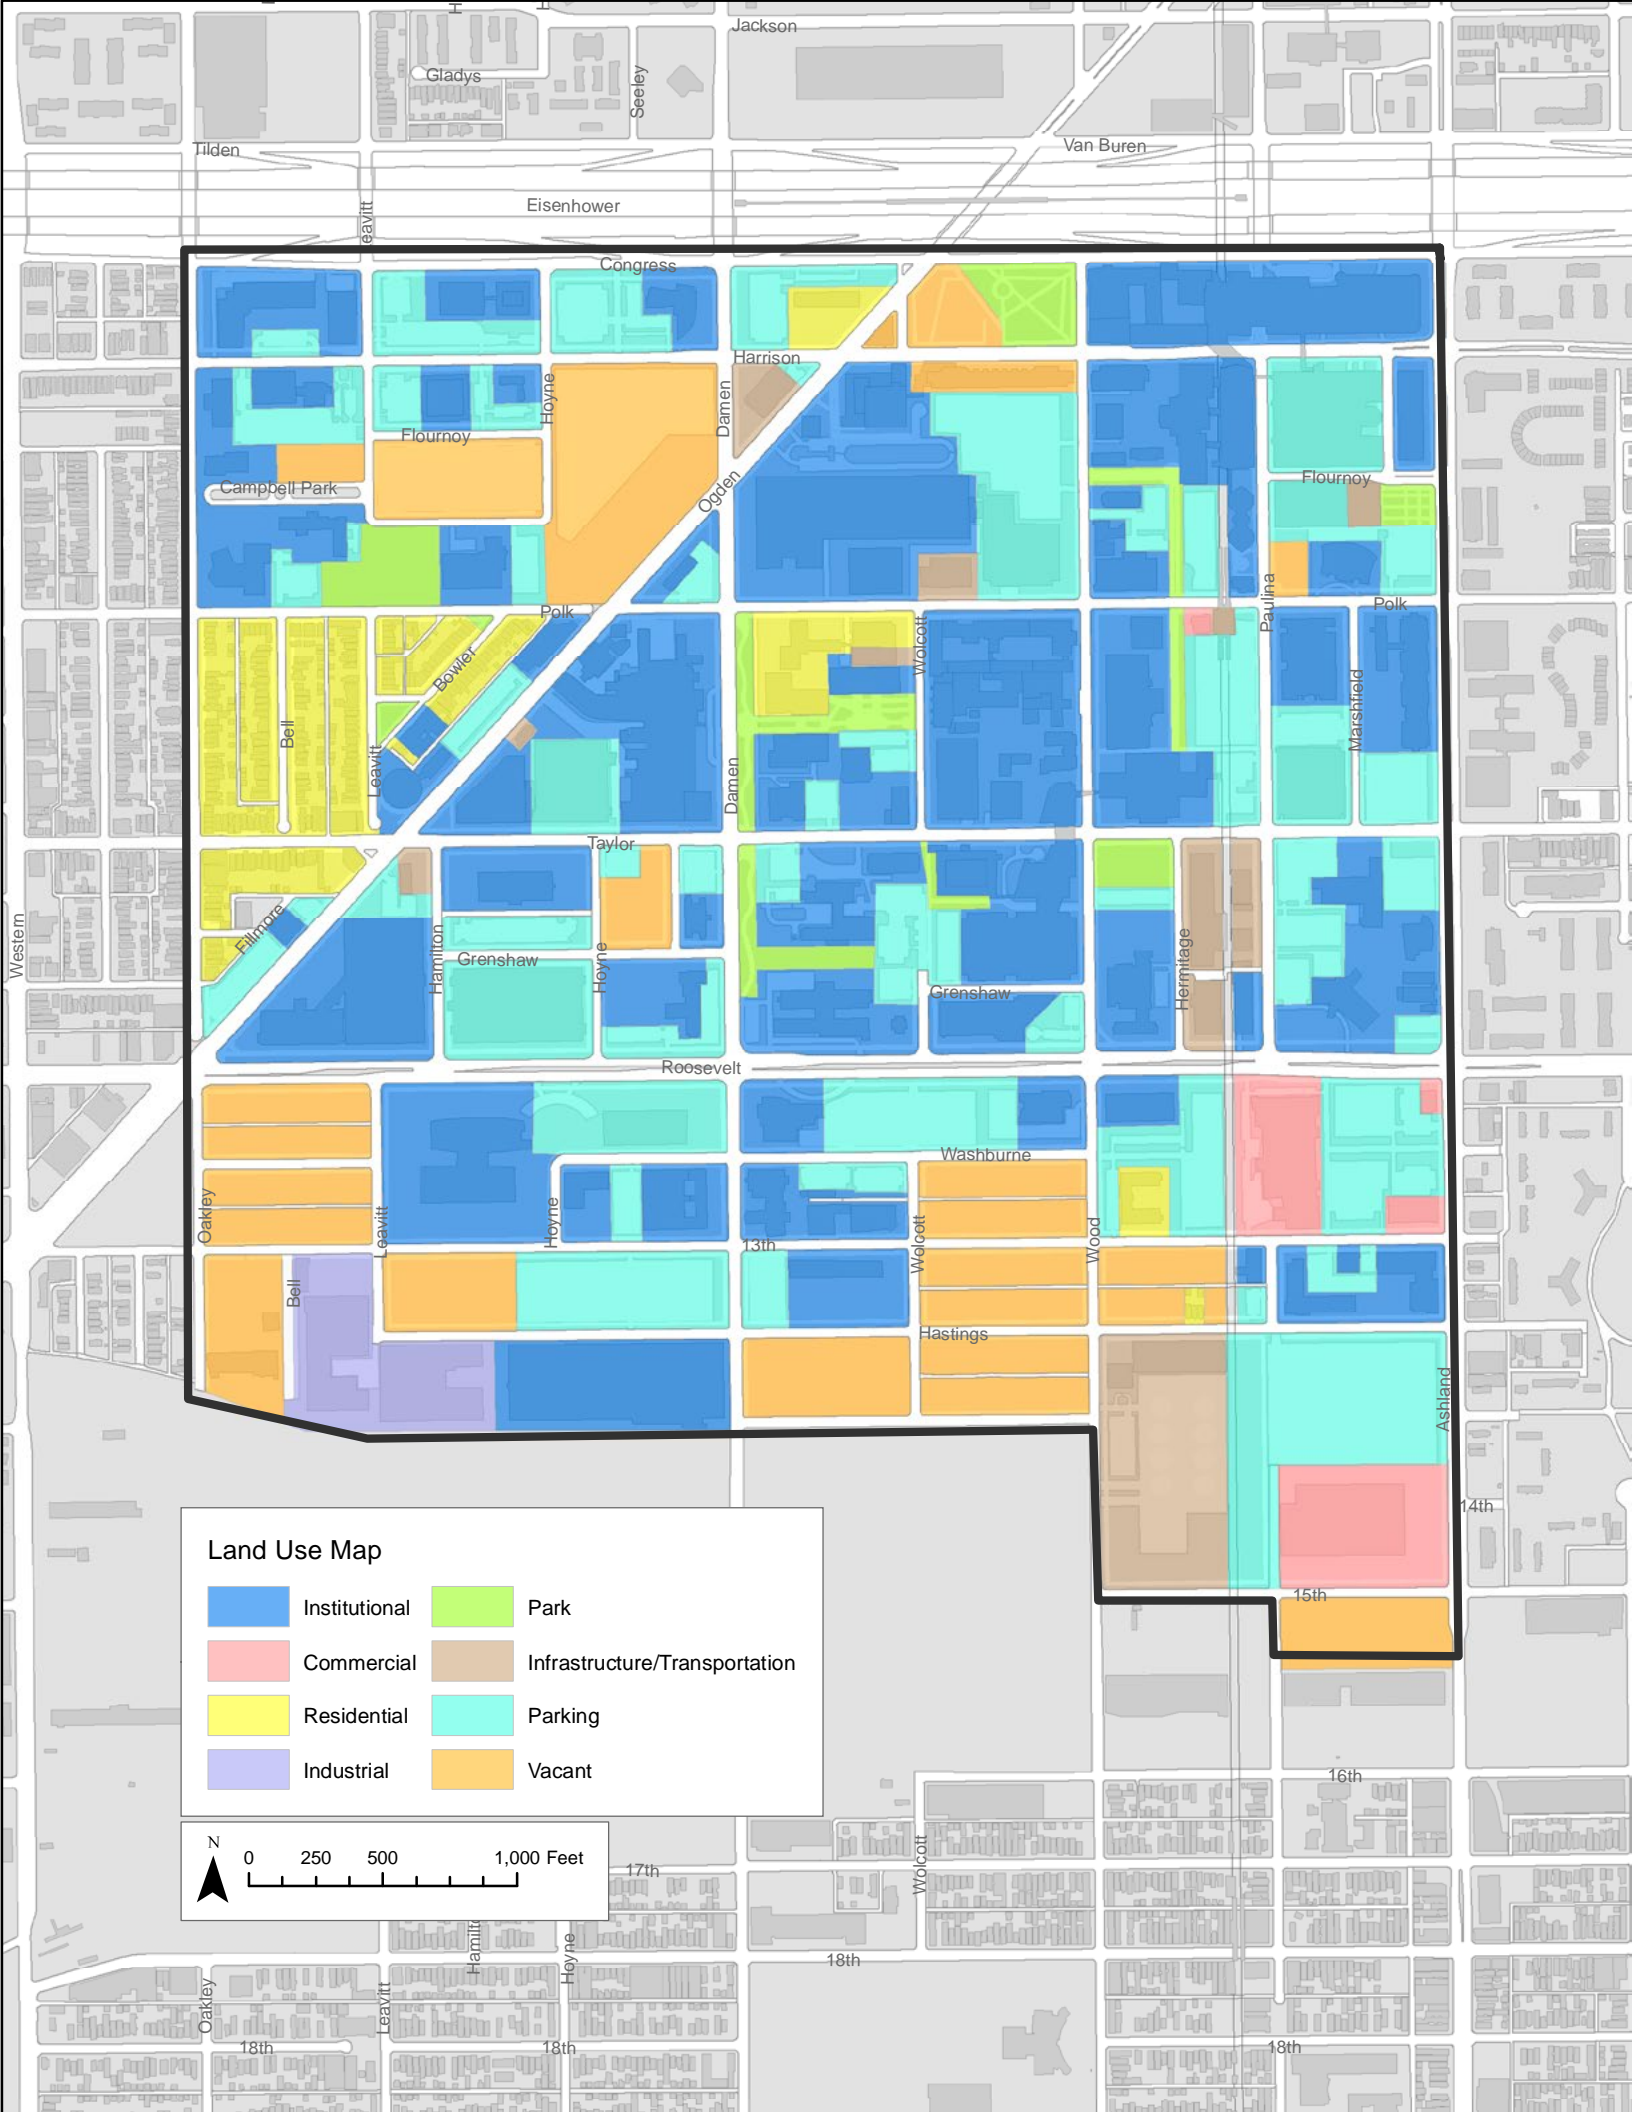 Jackson
Gladys
Seeley
Tilden
Van Buren
Eisenhower
eavitt
Congress
Harrison
Damen
Hoyne
Flournoy
Campbell Park
Ogden
Flournoy
Polk
Paulina
Polk
Wolcott
Bowler
Bell
Leavitt
Marshfield
Damen
Taylor
Fillmore
Western
Hamilton
Grenshaw
Hoyne
Grenshaw
Hermitage
Roosevelt
Washburne
Oakley
Leavitt
Hoyne
13th
Wolcott
Wood
Bell
Hastings
Ashland
14th
15th
Land Use Map
Institutional
Park
Commercial
Infrastructure/Transportation
Residential
Parking
Industrial
Vacant
N
0 250 500 1,000 Feet
16th
17th
Wolcott
Hamilto
Hoyne
18th
Oakley
Leavitt
18th
18th
18th